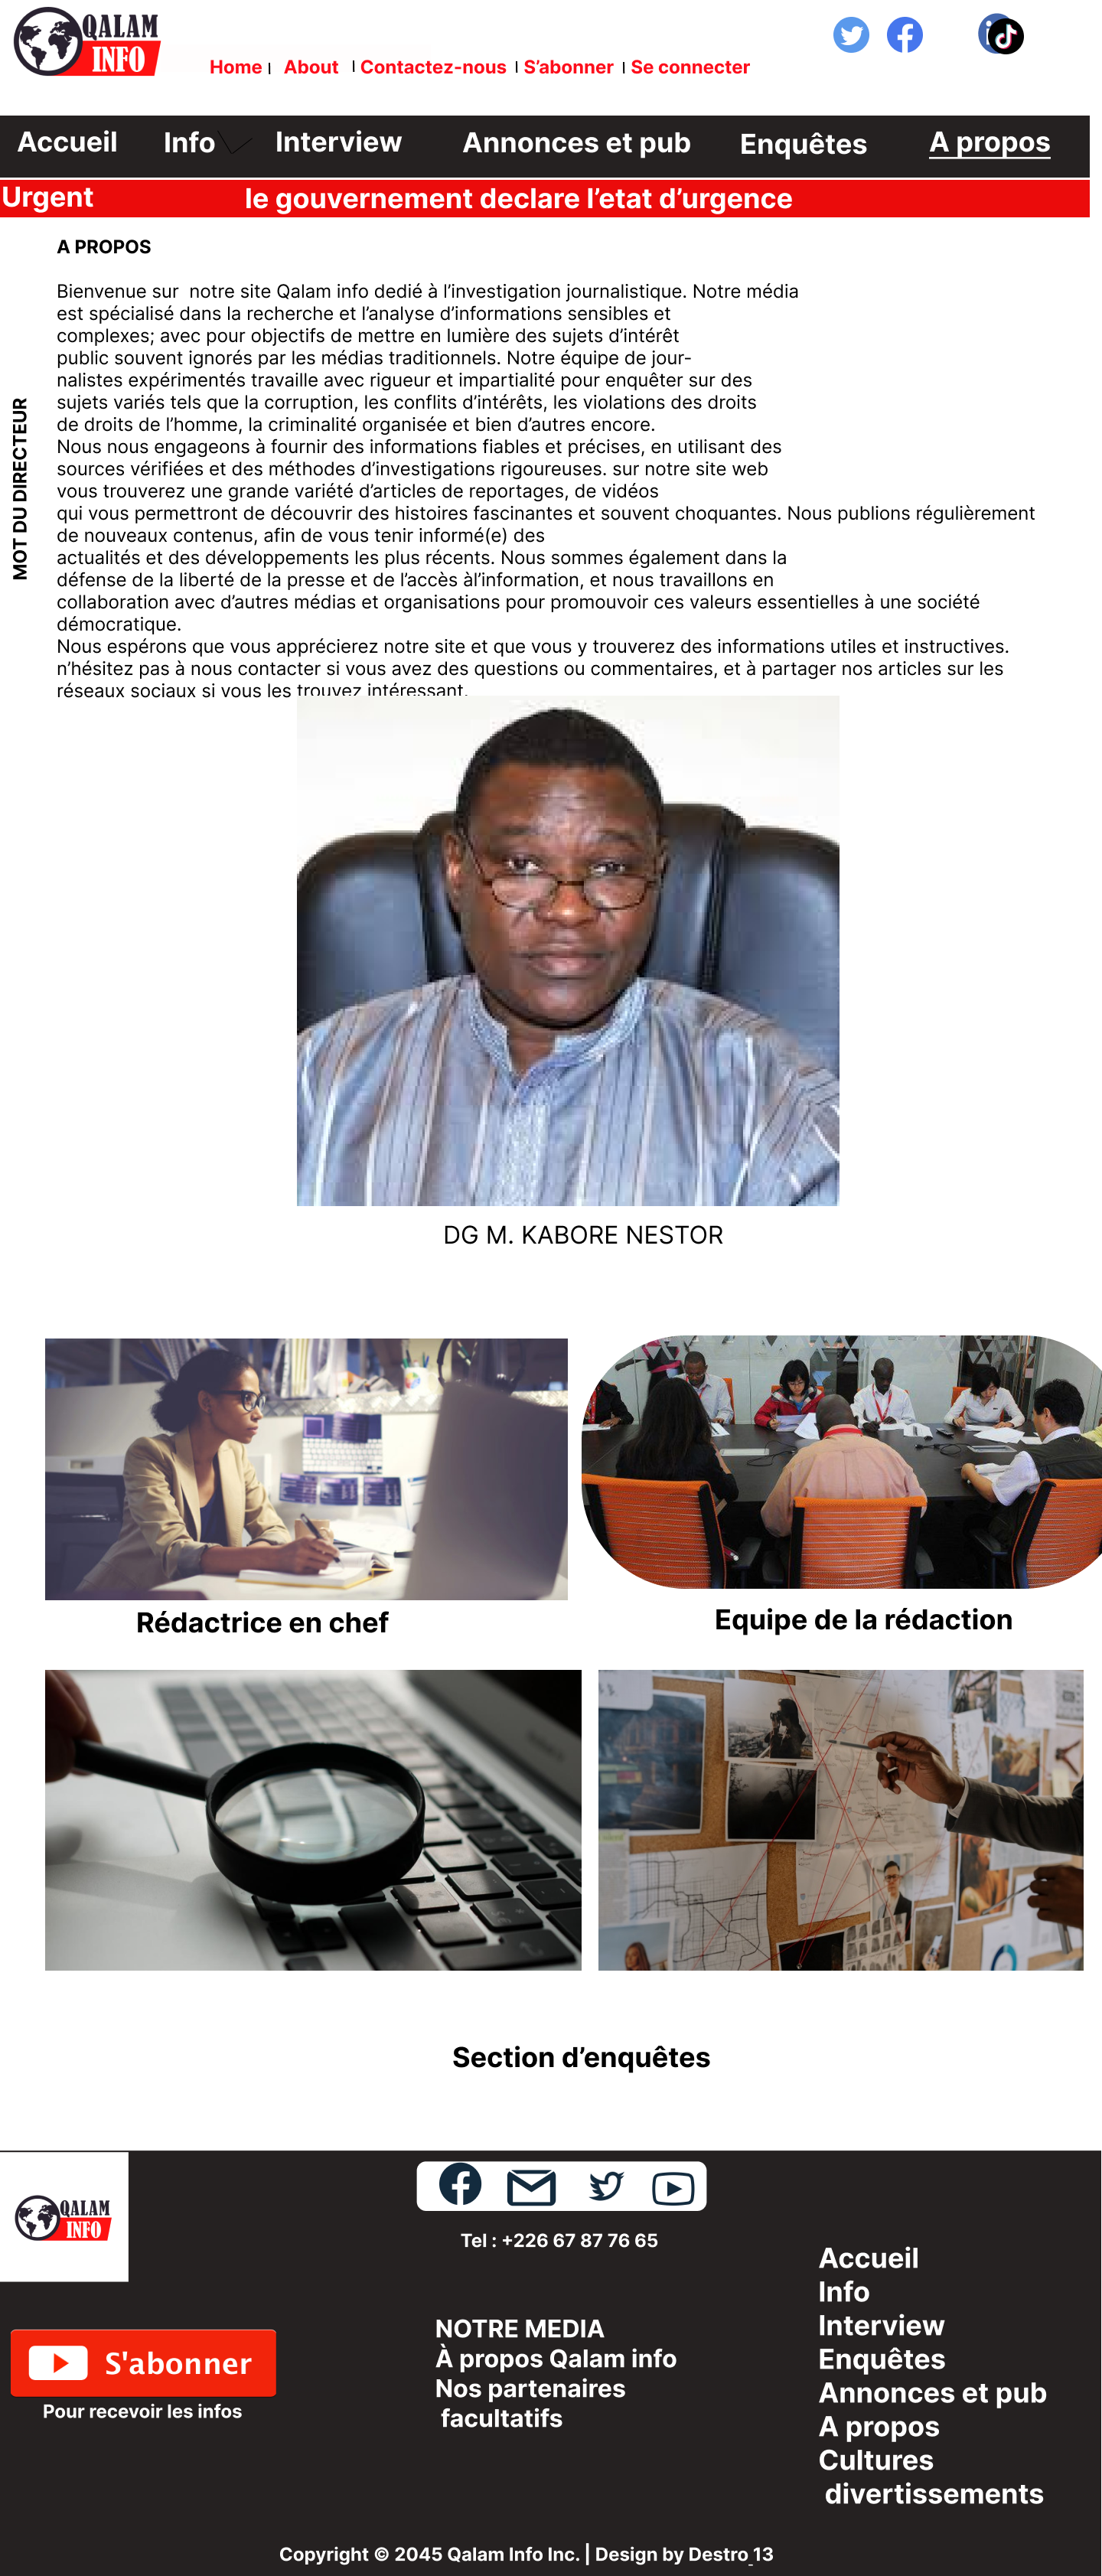 QALAM
INFO
Home | About | Contactez-nous | S’abonner | Se connecter
Accueil Info Interview Annonces et pub Enquêtes A propos
Urgent le gouvernement declare l’etat d’urgence
A PROPOS
MOT DU DIRECTEUR
Bienvenue sur notre site Qalam info dedié à l’investigation journalistique. Notre média
est spécialisé dans la recherche et l’analyse d’informations sensibles et
complexes; avec pour objectifs de mettre en lumière des sujets d’intérêt
public souvent ignorés par les médias traditionnels. Notre équipe de jour-
nalistes expérimentés travaille avec rigueur et impartialité pour enquêter sur des
sujets variés tels que la corruption, les conflits d’intérêts, les violations des droits
de droits de l’homme, la criminalité organisée et bien d’autres encore.
Nous nous engageons à fournir des informations fiables et précises, en utilisant des
sources vérifiées et des méthodes d’investigations rigoureuses. sur notre site web
vous trouverez une grande variété d’articles de reportages, de vidéos
qui vous permettront de découvrir des histoires fascinantes et souvent choquantes. Nous publions régulièrement
de nouveaux contenus, afin de vous tenir informé(e) des
actualités et des développements les plus récents. Nous sommes également dans la
défense de la liberté de la presse et de l’accès àl’information, et nous travaillons en
collaboration avec d’autres médias et organisations pour promouvoir ces valeurs essentielles à une société
démocratique.
Nous espérons que vous apprécierez notre site et que vous y trouverez des informations utiles et instructives.
n’hésitez pas à nous contacter si vous avez des questions ou commentaires, et à partager nos articles sur les
réseaux sociaux si vous les trouvez intéressant.
DG M. KABORE NESTOR
Rédactrice en chef
Equipe de la rédaction
Section d’enquêtes
QALAM
INFO
Tel : +226 67 87 76 65
S'abonner
Pour recevoir les infos
NOTRE MEDIA
À propos Qalam info
Nos partenaires
facultatifs
Accueil
Info
Interview
Enquêtes
Annonces et pub
A propos
Cultures
divertissements
Copyright © 2045 Qalam Info Inc. | Design by Destro_13